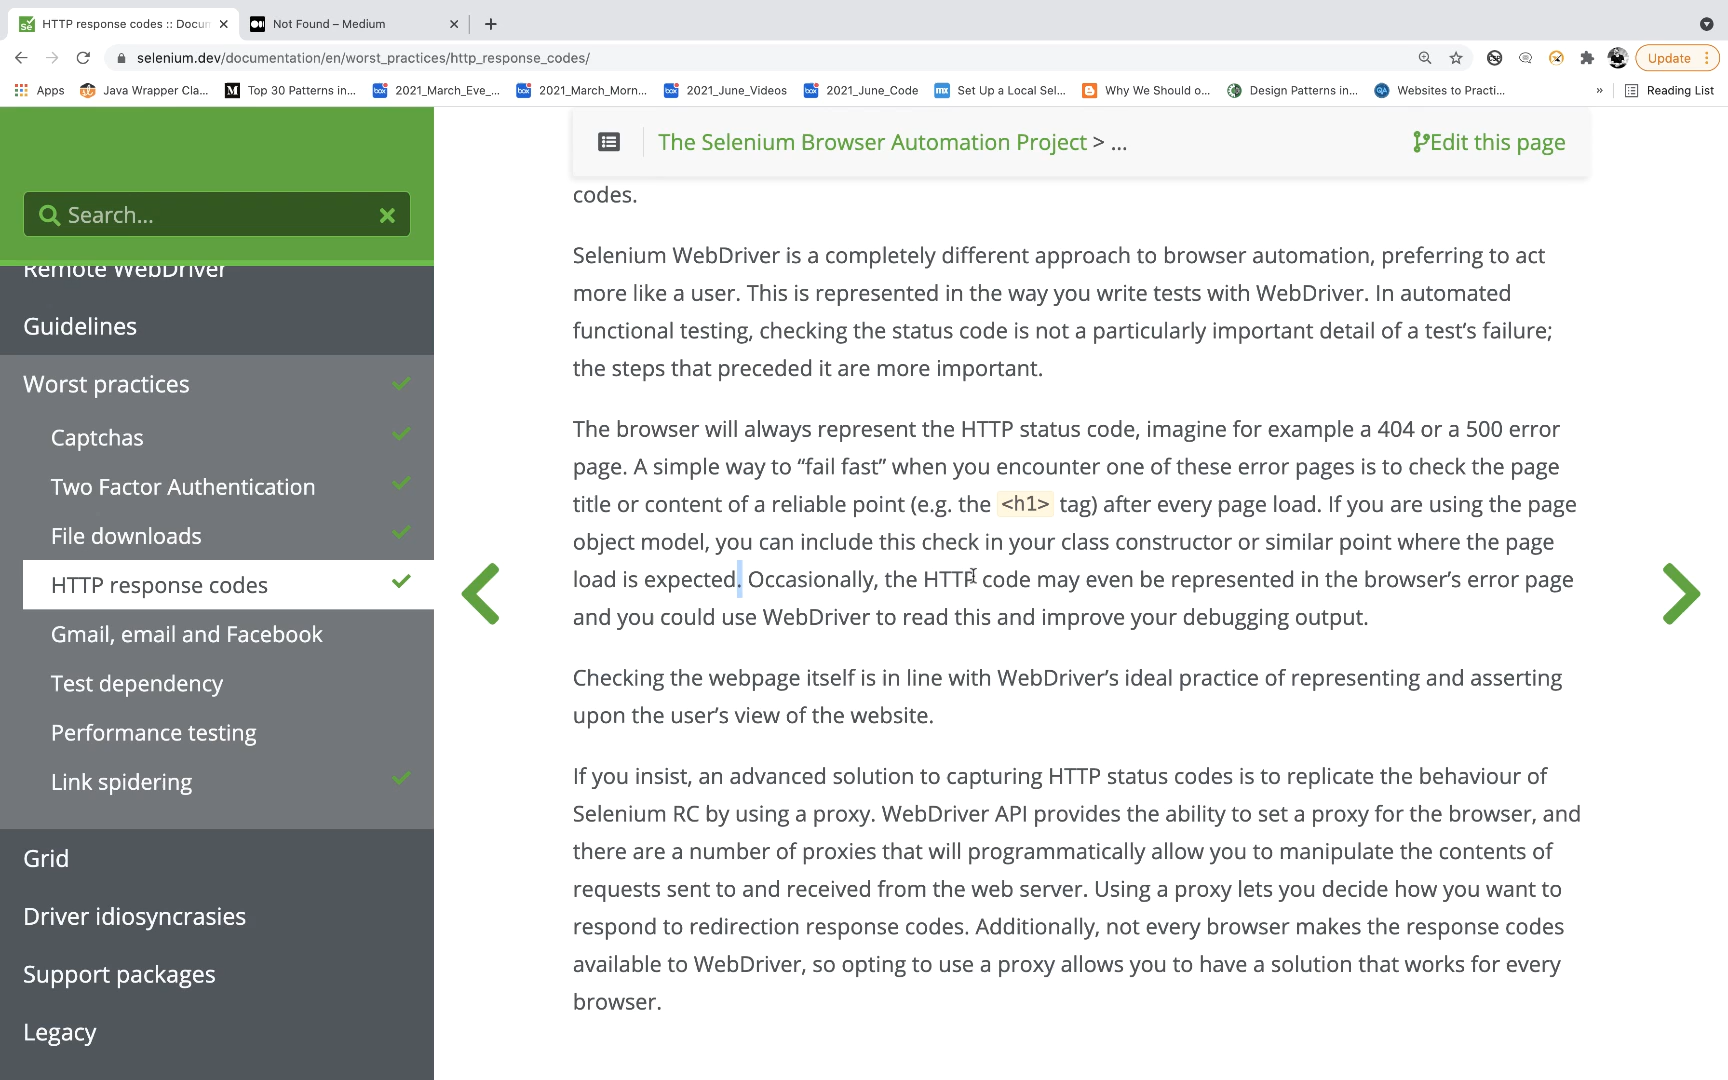 HTTP response codes :: Docun
Not Found – Medium
selenium.dev/documentation/en/worst_practices/http_response_codes/
Update
Apps
Java Wrapper Cla...
Top 30 Patterns in...
2021_March_Eve_...
2021_March_Morn...
2021_June_Videos
2021_June_Code
Set Up a Local Sel...
Why We Should o...
Design Patterns in...
Websites to Practi...
»
Reading List
Search...
Remote WebDriver
Guidelines
Worst practices
Captchas
Two Factor Authentication
File downloads
HTTP response codes
Gmail, email and Facebook
Test dependency
Performance testing
Link spidering
Grid
Driver idiosyncrasies
Support packages
Legacy
The Selenium Browser Automation Project > ...
Edit this page
codes.
Selenium WebDriver is a completely different approach to browser automation, preferring to act
more like a user. This is represented in the way you write tests with WebDriver. In automated
functional testing, checking the status code is not a particularly important detail of a test’s failure;
the steps that preceded it are more important.
The browser will always represent the HTTP status code, imagine for example a 404 or a 500 error
page. A simple way to “fail fast” when you encounter one of these error pages is to check the page
title or content of a reliable point (e.g. the <h1> tag) after every page load. If you are using the page
object model, you can include this check in your class constructor or similar point where the page
load is expected. Occasionally, the HTTP code may even be represented in the browser’s error page
and you could use WebDriver to read this and improve your debugging output.
Checking the webpage itself is in line with WebDriver’s ideal practice of representing and asserting
upon the user’s view of the website.
If you insist, an advanced solution to capturing HTTP status codes is to replicate the behaviour of
Selenium RC by using a proxy. WebDriver API provides the ability to set a proxy for the browser, and
there are a number of proxies that will programmatically allow you to manipulate the contents of
requests sent to and received from the web server. Using a proxy lets you decide how you want to
respond to redirection response codes. Additionally, not every browser makes the response codes
available to WebDriver, so opting to use a proxy allows you to have a solution that works for every
browser.